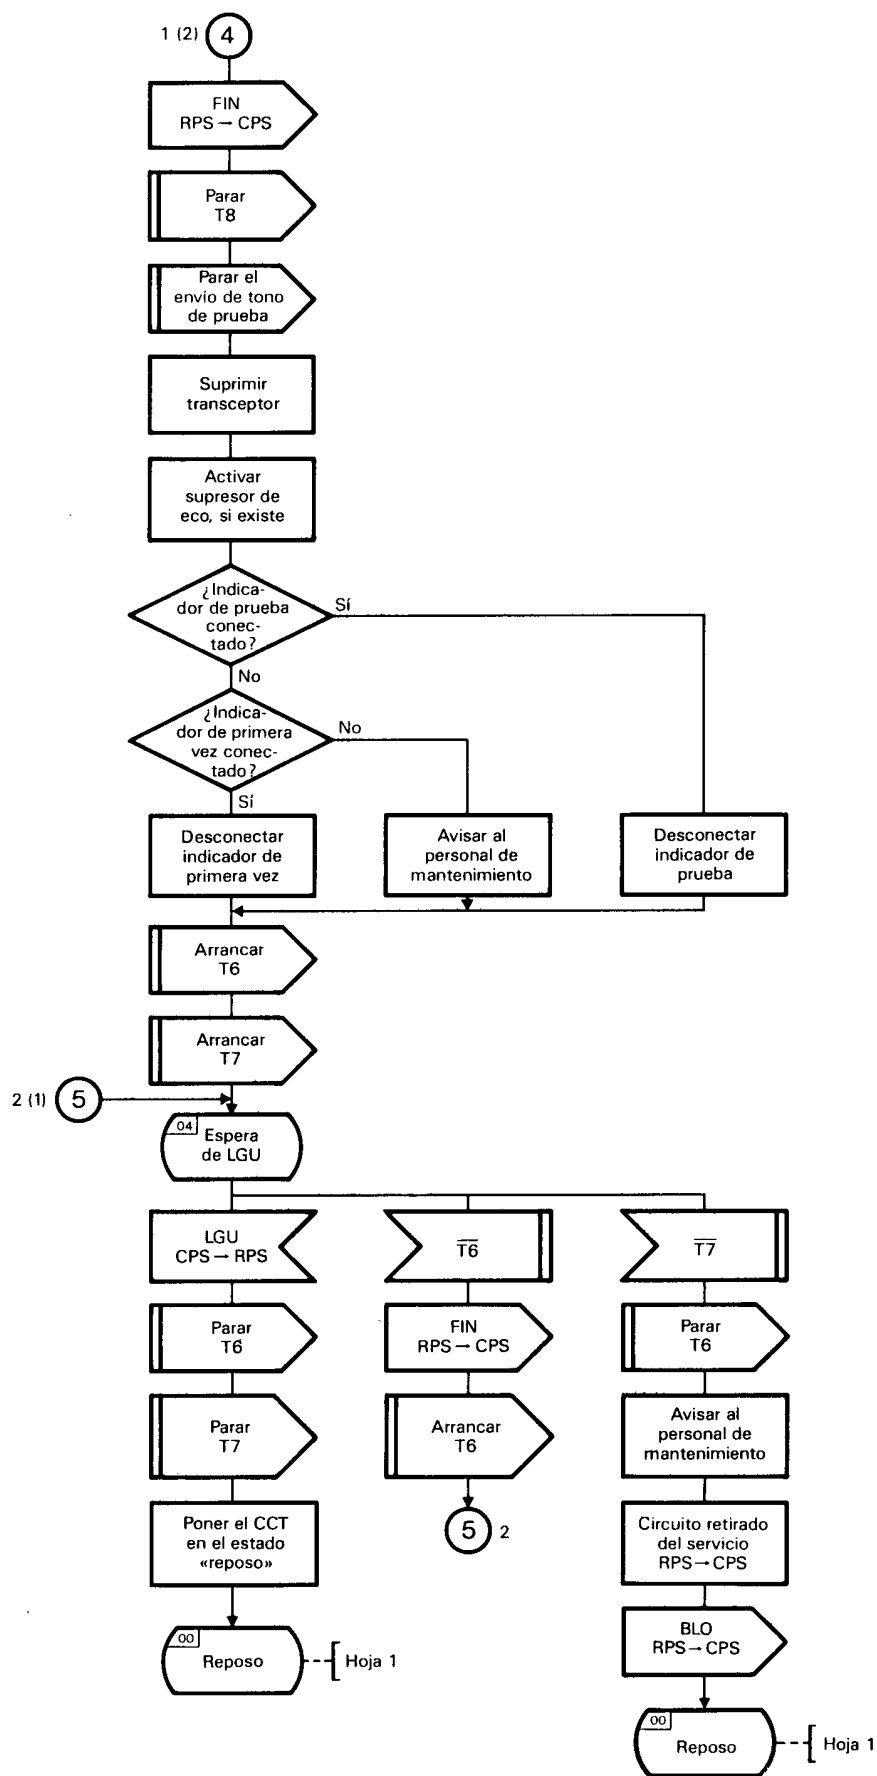 1 (2) 4
FIN
RPS → CPS
Parar
T8
Parar el
envío de tono
de prueba
Suprimir
transceptor
Activar
supresor de
eco, si existe
¿Indica-
dor de prueba
conec-
tado?
Sí
No
¿Indica-
dor de primera
vez conec-
tado?
No
Sí
Desconectar
indicador de
primera vez
Avisar al
personal de
mantenimiento
Desconectar
indicador de
prueba
Arrancar
T6
Arrancar
T7
2 (1) 5
04
Espera
de LGU
LGU
CPS → RPS
T̅6̅
T̅7̅
Parar
T6
FIN
RPS → CPS
Parar
T6
Parar
T7
Arrancar
T6
Avisar al
personal de
mantenimiento
Poner el CCT
en el estado
«reposo»
5 2
Circuito retirado
del servicio
RPS → CPS
00
Reposo
Hoja 1
BLO
RPS → CPS
00
Reposo
Hoja 1